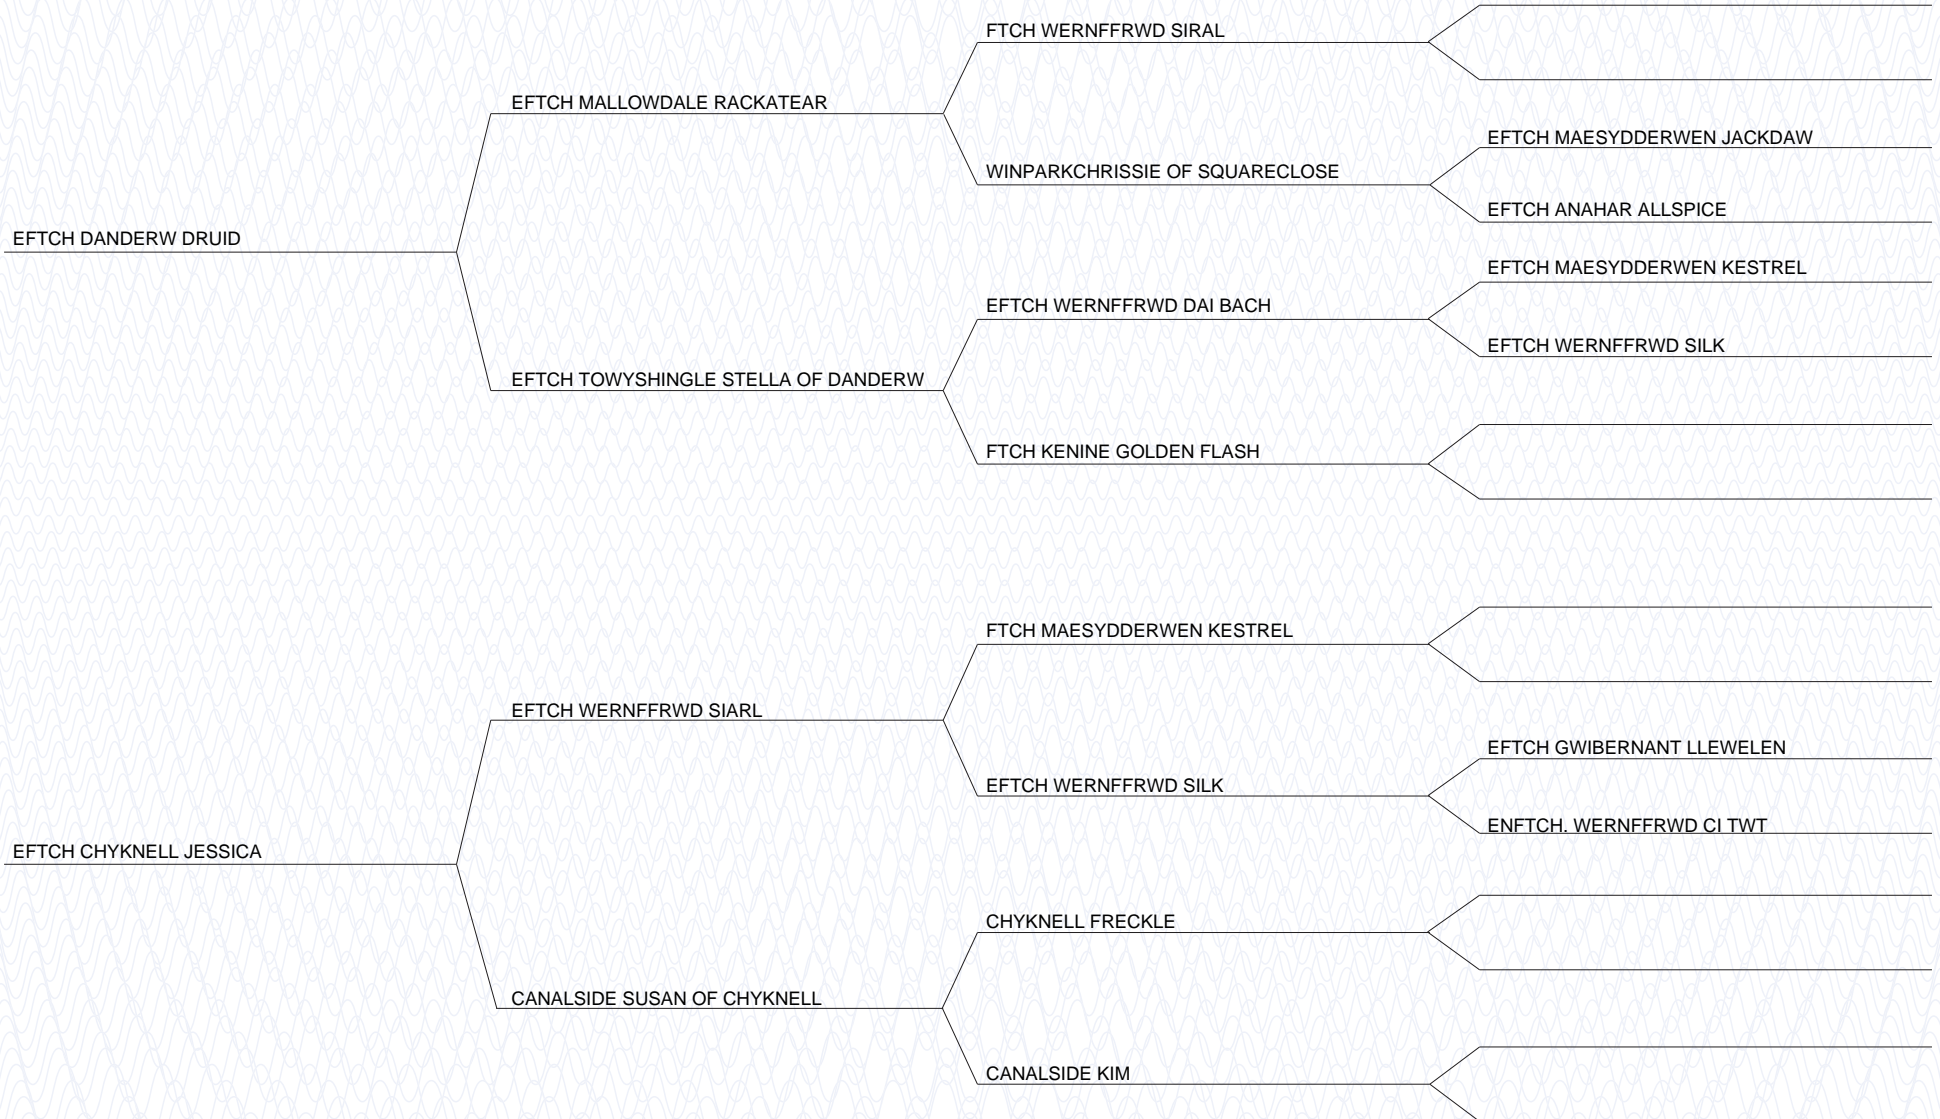 FTCH WERNFFRWD SIRAL
EFTCH MALLOWDALE RACKATEAR
EFTCH MAESYDDERWEN JACKDAW
WINPARKCHRISSIE OF SQUARECLOSE
EFTCH ANAHAR ALLSPICE
EFTCH DANDERW DRUID
EFTCH MAESYDDERWEN KESTREL
EFTCH WERNFFRWD DAI BACH
EFTCH WERNFFRWD SILK
EFTCH TOWYSHINGLE STELLA OF DANDERW
FTCH KENINE GOLDEN FLASH
FTCH MAESYDDERWEN KESTREL
EFTCH WERNFFRWD SIARL
EFTCH GWIBERNANT LLEWELEN
EFTCH WERNFFRWD SILK
ENFTCH. WERNFFRWD CI TWT
EFTCH CHYKNELL JESSICA
CHYKNELL FRECKLE
CANALSIDE SUSAN OF CHYKNELL
CANALSIDE KIM